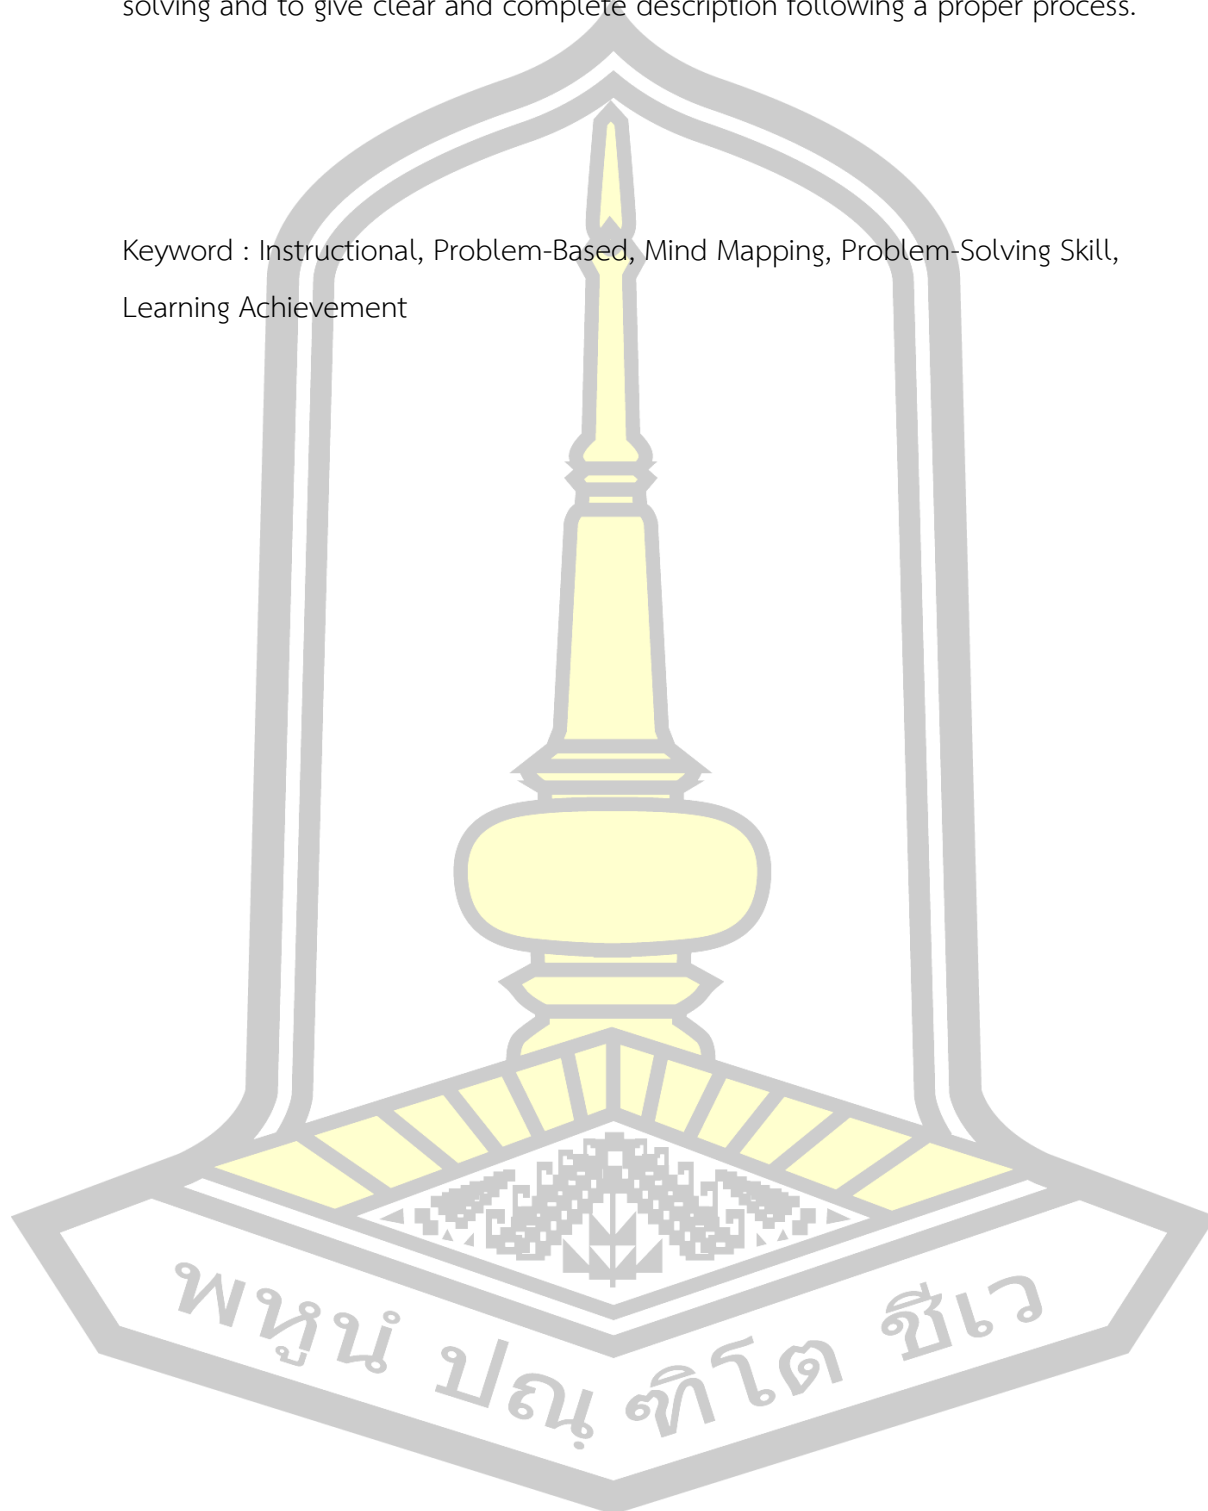 solving and to give clear and complete description following a proper process.
Keyword : Instructional, Problem-Based, Mind Mapping, Problem-Solving Skill,
Learning Achievement
พหูนํ ปณฺฑิโต ชีเว